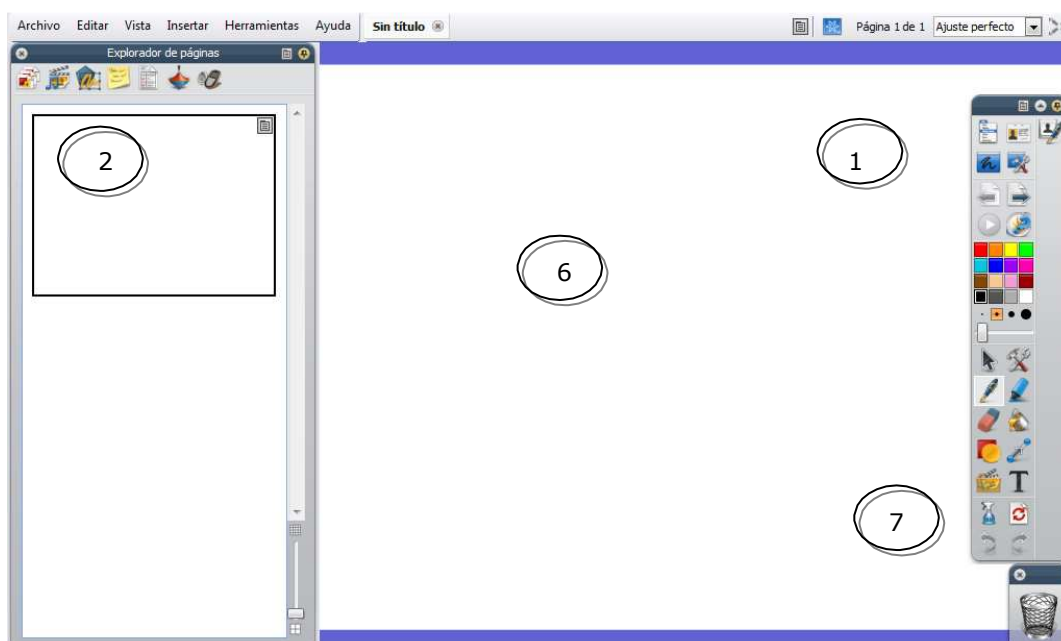 Archivo Editar Vista Insertar Herramientas Ayuda Sin título Página 1 de 1 Ajuste perfecto
Explorador de páginas
2
1
6
7
T